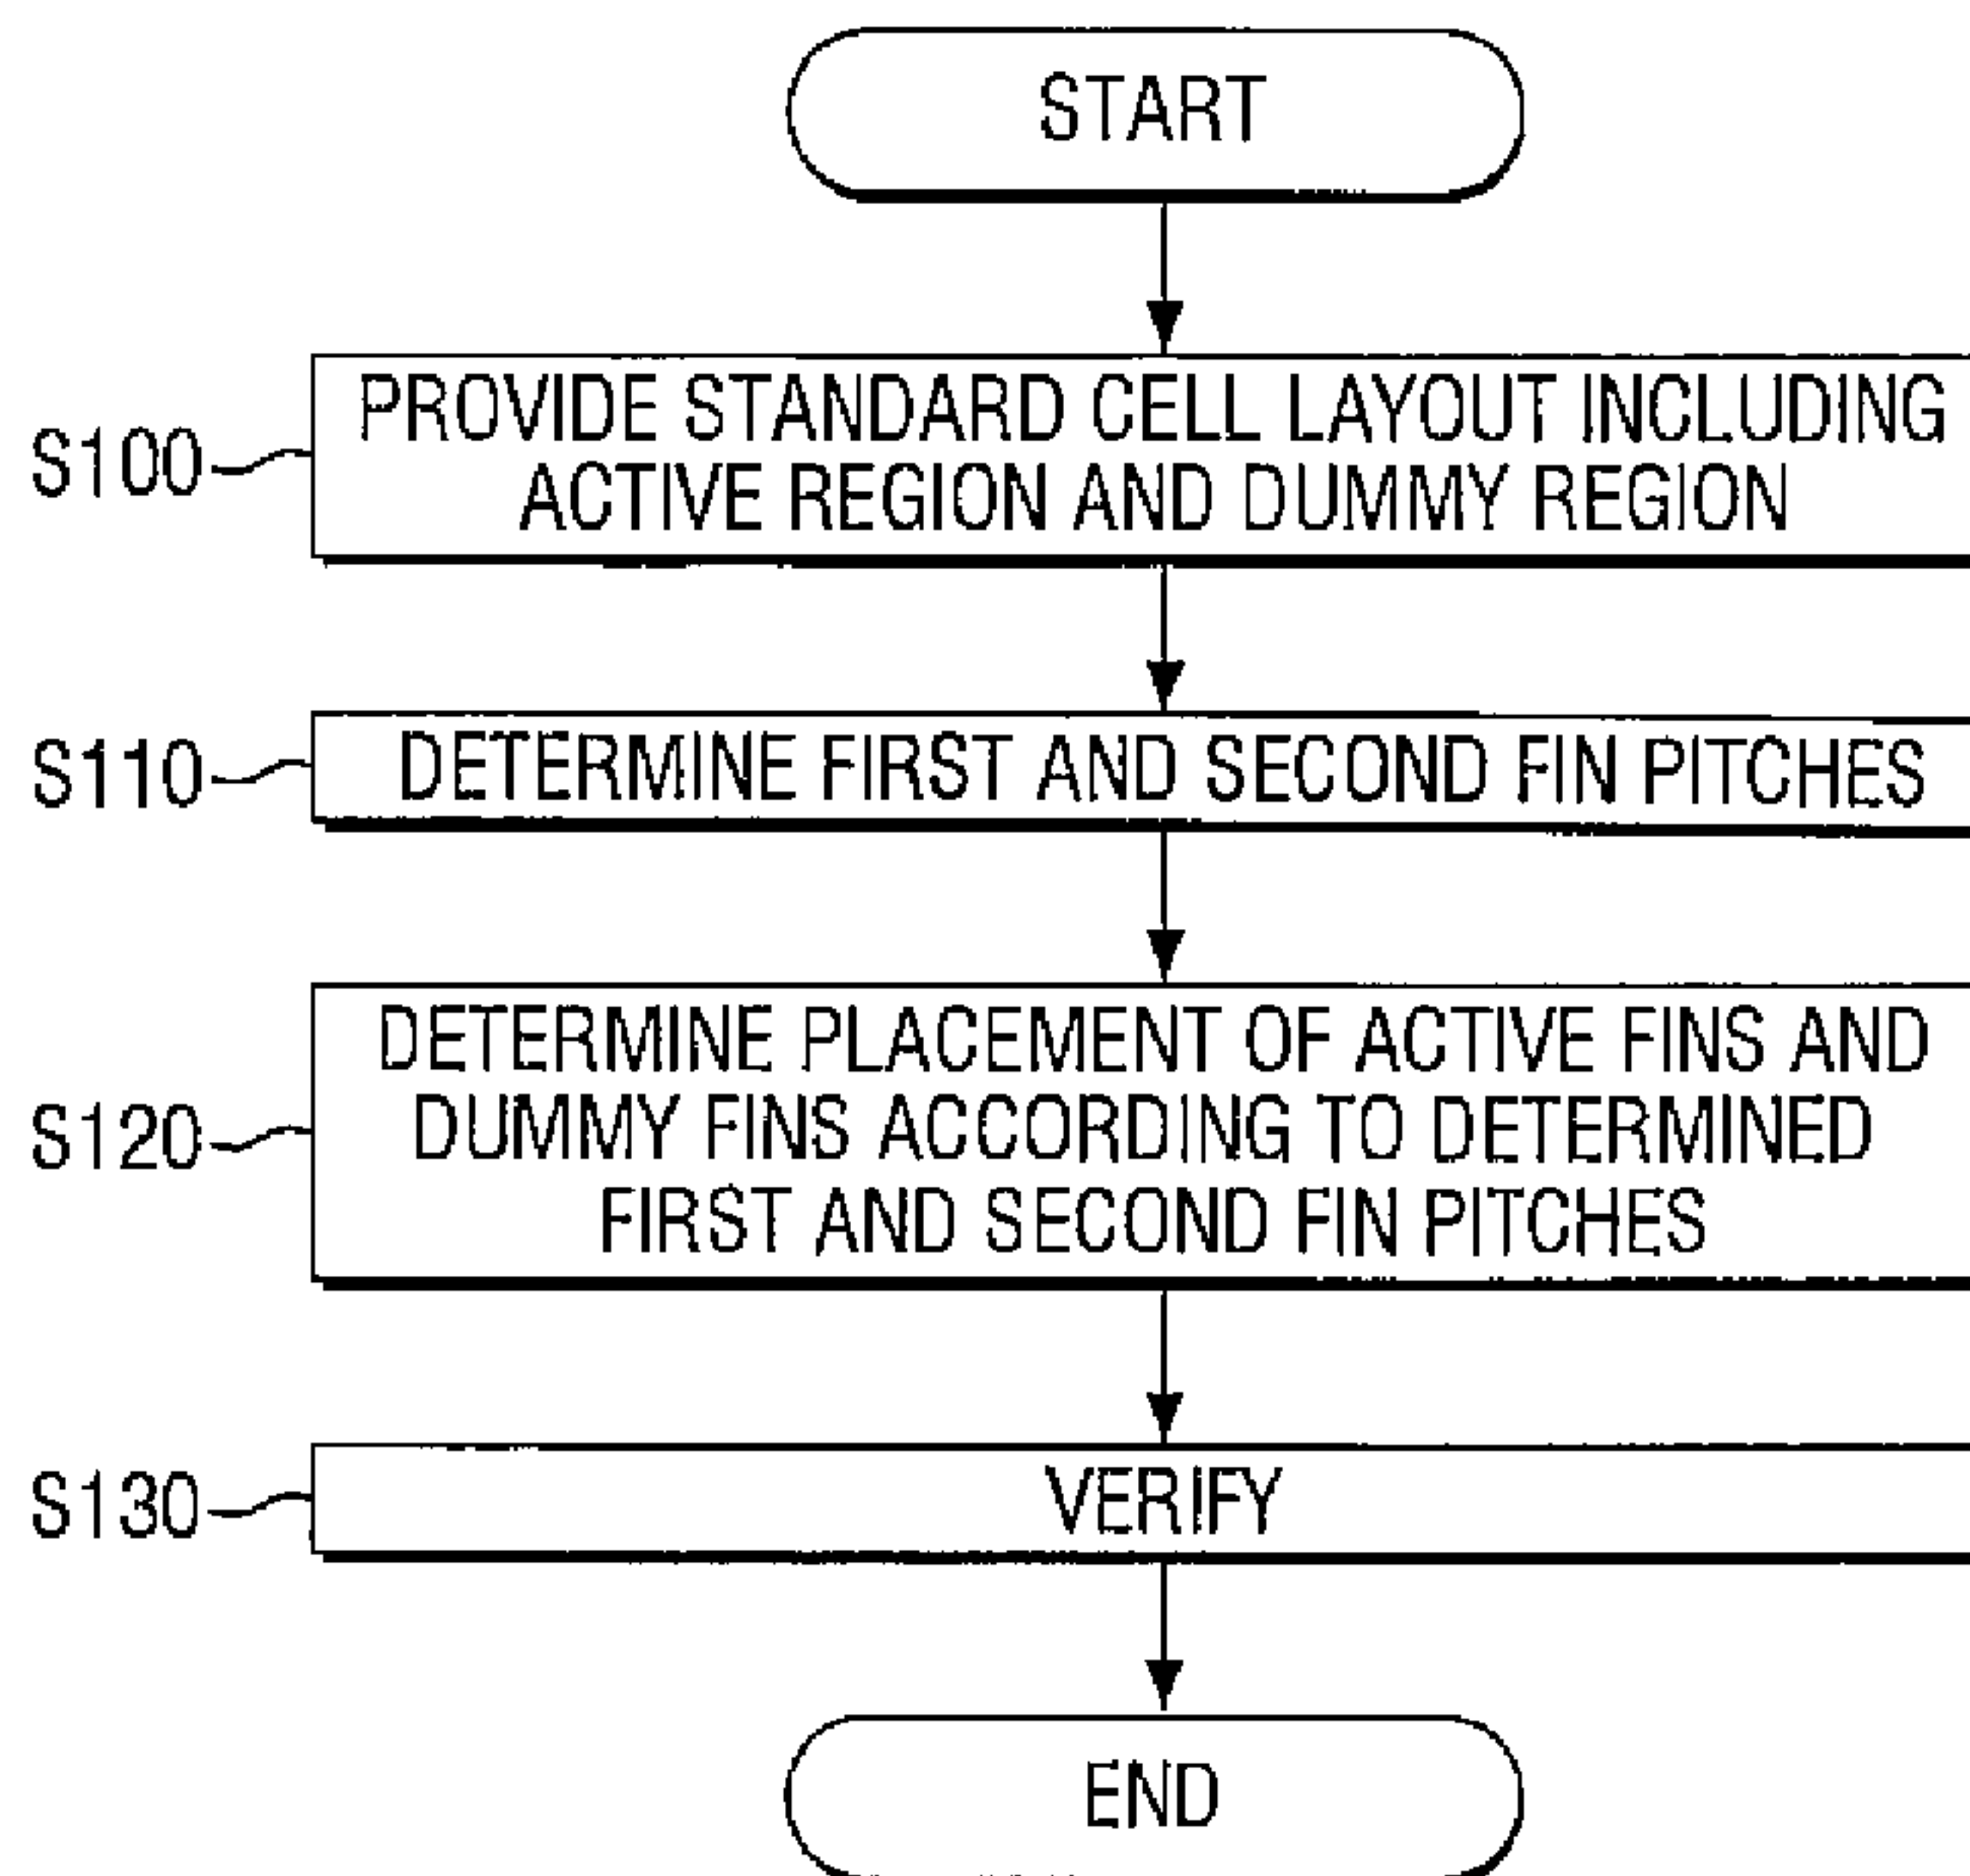 START
S100
PROVIDE STANDARD CELL LAYOUT INCLUDING
ACTIVE REGION AND DUMMY REGION
S110
DETERMINE FIRST AND SECOND FIN PITCHES
S120
DETERMINE PLACEMENT OF ACTIVE FINS AND
DUMMY FINS ACCORDING TO DETERMINED
FIRST AND SECOND FIN PITCHES
S130
VERIFY
END